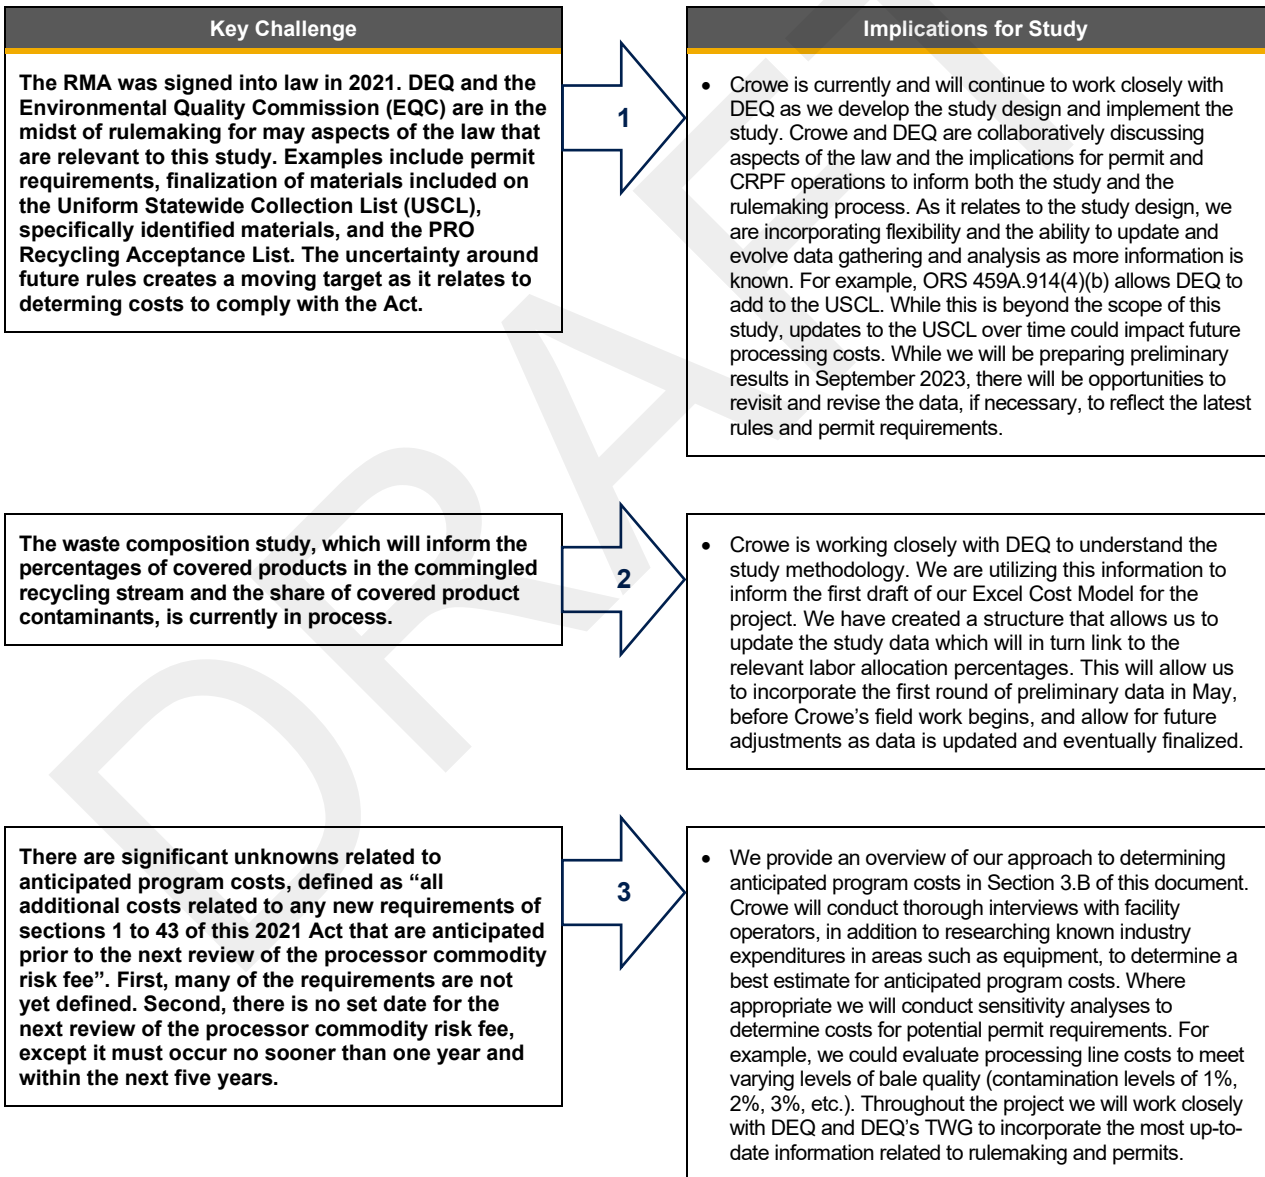 Key Challenge
Implications for Study
The RMA was signed into law in 2021. DEQ and the
Environmental Quality Commission (EQC) are in the
midst of rulemaking for may aspects of the law that
are relevant to this study. Examples include permit
requirements, finalization of materials included on
the Uniform Statewide Collection List (USCL),
specifically identified materials, and the PRO
Recycling Acceptance List. The uncertainty around
future rules creates a moving target as it relates to
determing costs to comply with the Act.
1
• Crowe is currently and will continue to work closely with
DEQ as we develop the study design and implement the
study. Crowe and DEQ are collaboratively discussing
aspects of the law and the implications for permit and
CRPF operations to inform both the study and the
rulemaking process. As it relates to the study design, we
are incorporating flexibility and the ability to update and
evolve data gathering and analysis as more information is
known. For example, ORS 459A.914(4)(b) allows DEQ to
add to the USCL. While this is beyond the scope of this
study, updates to the USCL over time could impact future
processing costs. While we will be preparing preliminary
results in September 2023, there will be opportunities to
revisit and revise the data, if necessary, to reflect the latest
rules and permit requirements.
The waste composition study, which will inform the
percentages of covered products in the commingled
recycling stream and the share of covered product
contaminants, is currently in process.
2
• Crowe is working closely with DEQ to understand the
study methodology. We are utilizing this information to
inform the first draft of our Excel Cost Model for the
project. We have created a structure that allows us to
update the study data which will in turn link to the
relevant labor allocation percentages. This will allow us
to incorporate the first round of preliminary data in May,
before Crowe's field work begins, and allow for future
adjustments as data is updated and eventually finalized.
There are significant unknowns related to
anticipated program costs, defined as “all
additional costs related to any new requirements of
sections 1 to 43 of this 2021 Act that are anticipated
prior to the next review of the processor commodity
risk fee”. First, many of the requirements are not
yet defined. Second, there is no set date for the
next review of the processor commodity risk fee,
except it must occur no sooner than one year and
within the next five years.
3
• We provide an overview of our approach to determining
anticipated program costs in Section 3.B of this document.
Crowe will conduct thorough interviews with facility
operators, in addition to researching known industry
expenditures in areas such as equipment, to determine a
best estimate for anticipated program costs. Where
appropriate we will conduct sensitivity analyses to
determine costs for potential permit requirements. For
example, we could evaluate processing line costs to meet
varying levels of bale quality (contamination levels of 1%,
2%, 3%, etc.). Throughout the project we will work closely
with DEQ and DEQ's TWG to incorporate the most up-to-
date information related to rulemaking and permits.
DRAFT